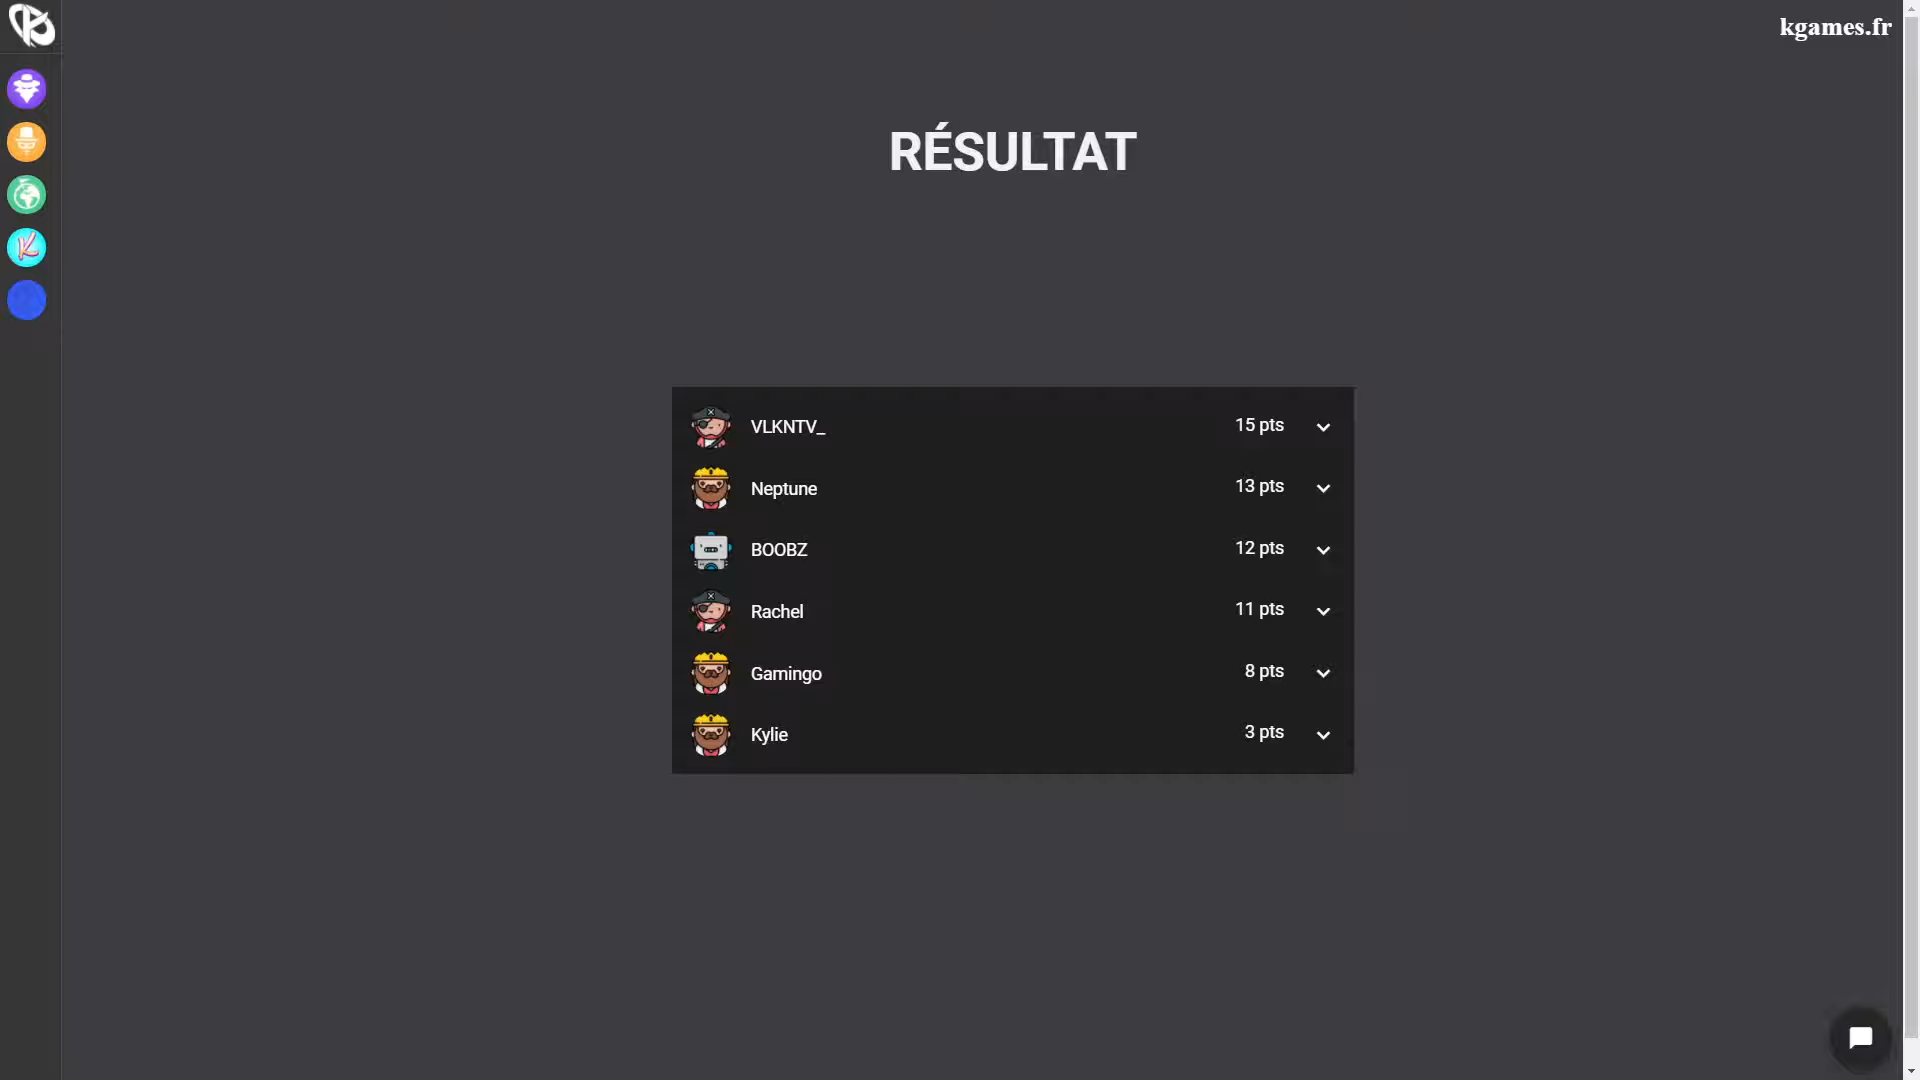 kgames.fr
RÉSULTAT
VLKNTV_ 15 pts
Neptune 13 pts
BOOBZ 12 pts
Rachel 11 pts
Gamingo 8 pts
Kylie 3 pts